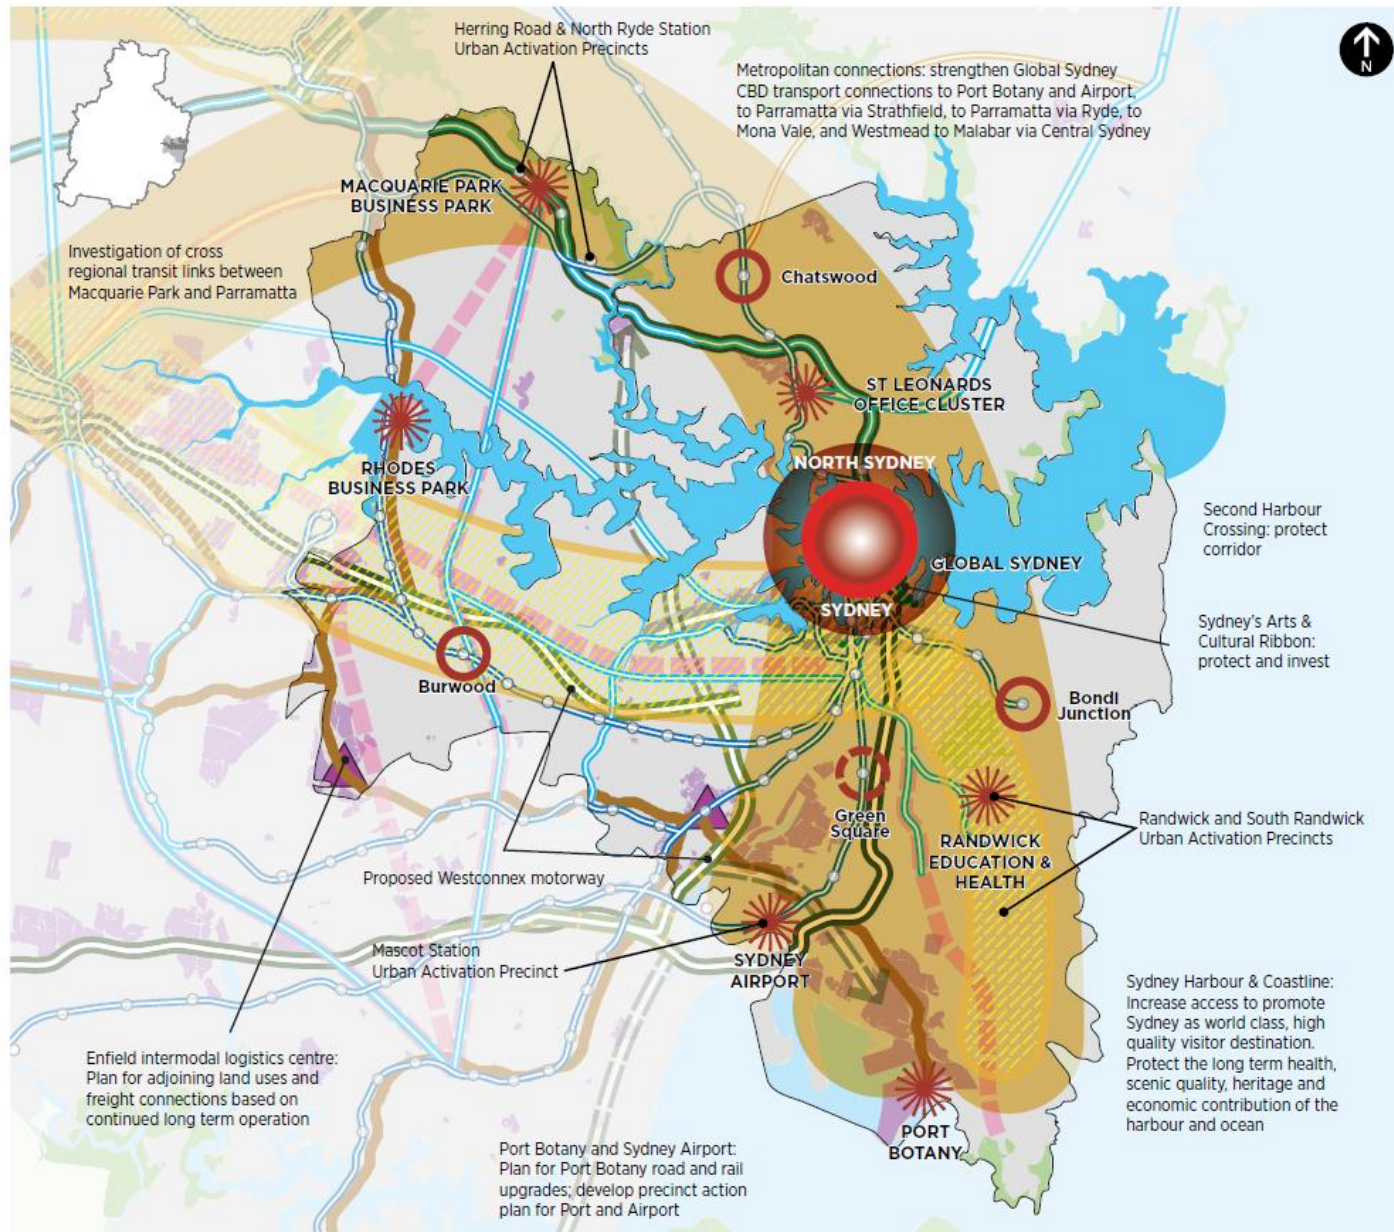 Herring Road & North Ryde Station
Urban Activation Precincts
N
Metropolitan connections: strengthen Global Sydney
CBD transport connections to Port Botany and Airport,
to Parramatta via Strathfield, to Parramatta via Ryde, to
Mona Vale, and Westmead to Malabar via Central Sydney
MACQUARIE PARK
BUSINESS PARK
Investigation of cross
regional transit links between
Macquarie Park and Parramatta
Chatswood
ST LEONARDS
OFFICE CLUSTER
RHODES
BUSINESS PARK
NORTH SYDNEY
Second Harbour
Crossing: protect
corridor
GLOBAL SYDNEY
SYDNEY
Sydney's Arts &
Cultural Ribbon:
protect and invest
Burwood
Bondi
Junction
Green
Square
RANDWICK
EDUCATION &
HEALTH
Randwick and South Randwick
Urban Activation Precincts
Proposed Westconnex motorway
Mascot Station
Urban Activation Precinct
SYDNEY
AIRPORT
Sydney Harbour & Coastline:
Increase access to promote
Sydney as world class, high
quality visitor destination.
Protect the long term health,
scenic quality, heritage and
economic contribution of the
harbour and ocean
Enfield intermodal logistics centre:
Plan for adjoining land uses and
freight connections based on
continued long term operation
PORT
BOTANY
Port Botany and Sydney Airport:
Plan for Port Botany road and rail
upgrades; develop precinct action
plan for Port and Airport